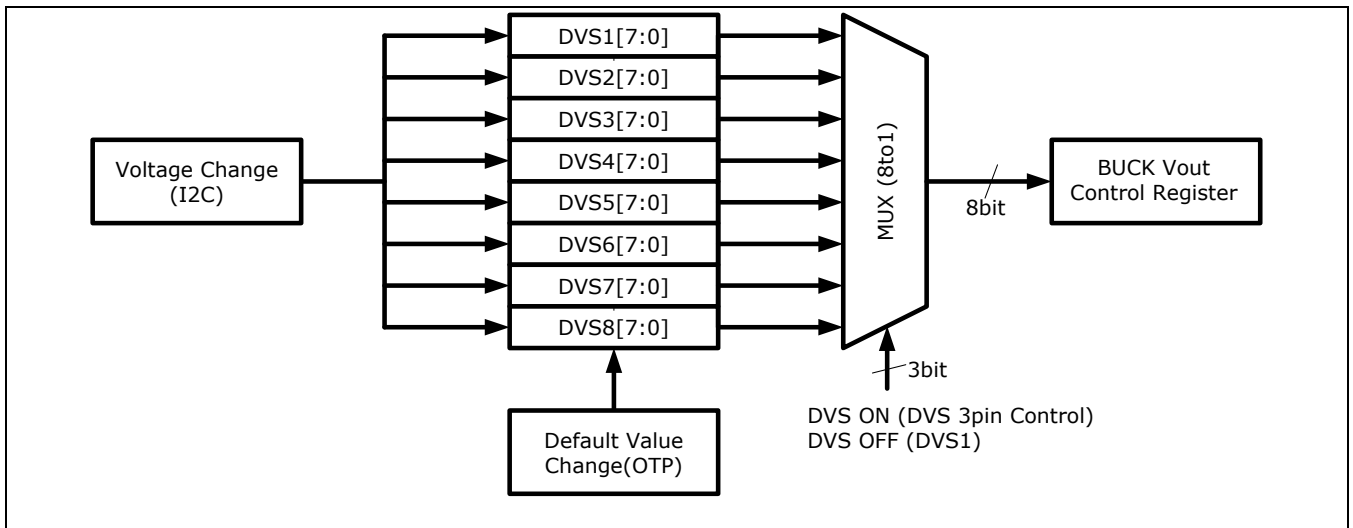 Voltage Change
(I2C)
DVS1[7:0]
DVS2[7:0]
DVS3[7:0]
DVS4[7:0]
DVS5[7:0]
DVS6[7:0]
DVS7[7:0]
DVS8[7:0]
Default Value
Change(OTP)
MUX (8to1)
3bit
DVS ON (DVS 3pin Control)
DVS OFF (DVS1)
8bit
BUCK Vout
Control Register